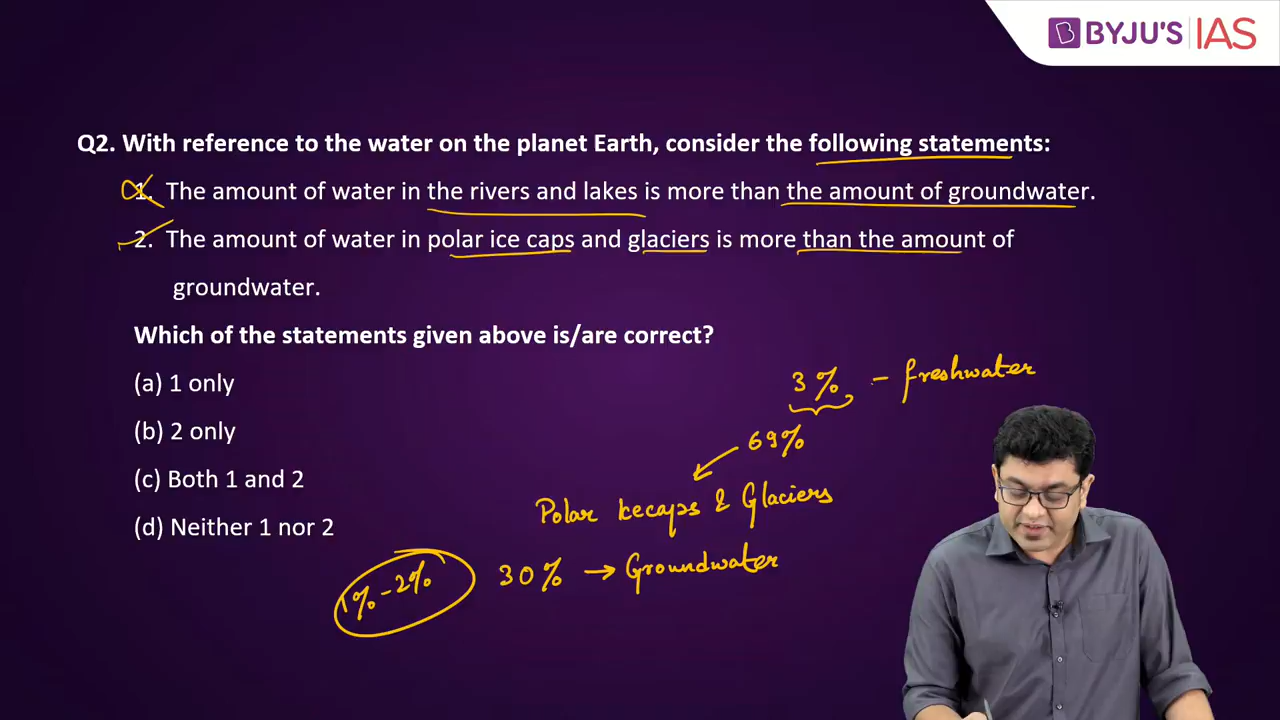 BYJU'S IAS
Q2. With reference to the water on the planet Earth, consider the following statements:
1. The amount of water in the rivers and lakes is more than the amount of groundwater.
2. The amount of water in polar ice caps and glaciers is more than the amount of
groundwater.
Which of the statements given above is/are correct?
(a) 1 only
3% - freshwater
(b) 2 only
69%
(c) Both 1 and 2
Polar Icecaps & Glaciers
(d) Neither 1 nor 2
1%-2% 30% → Groundwater